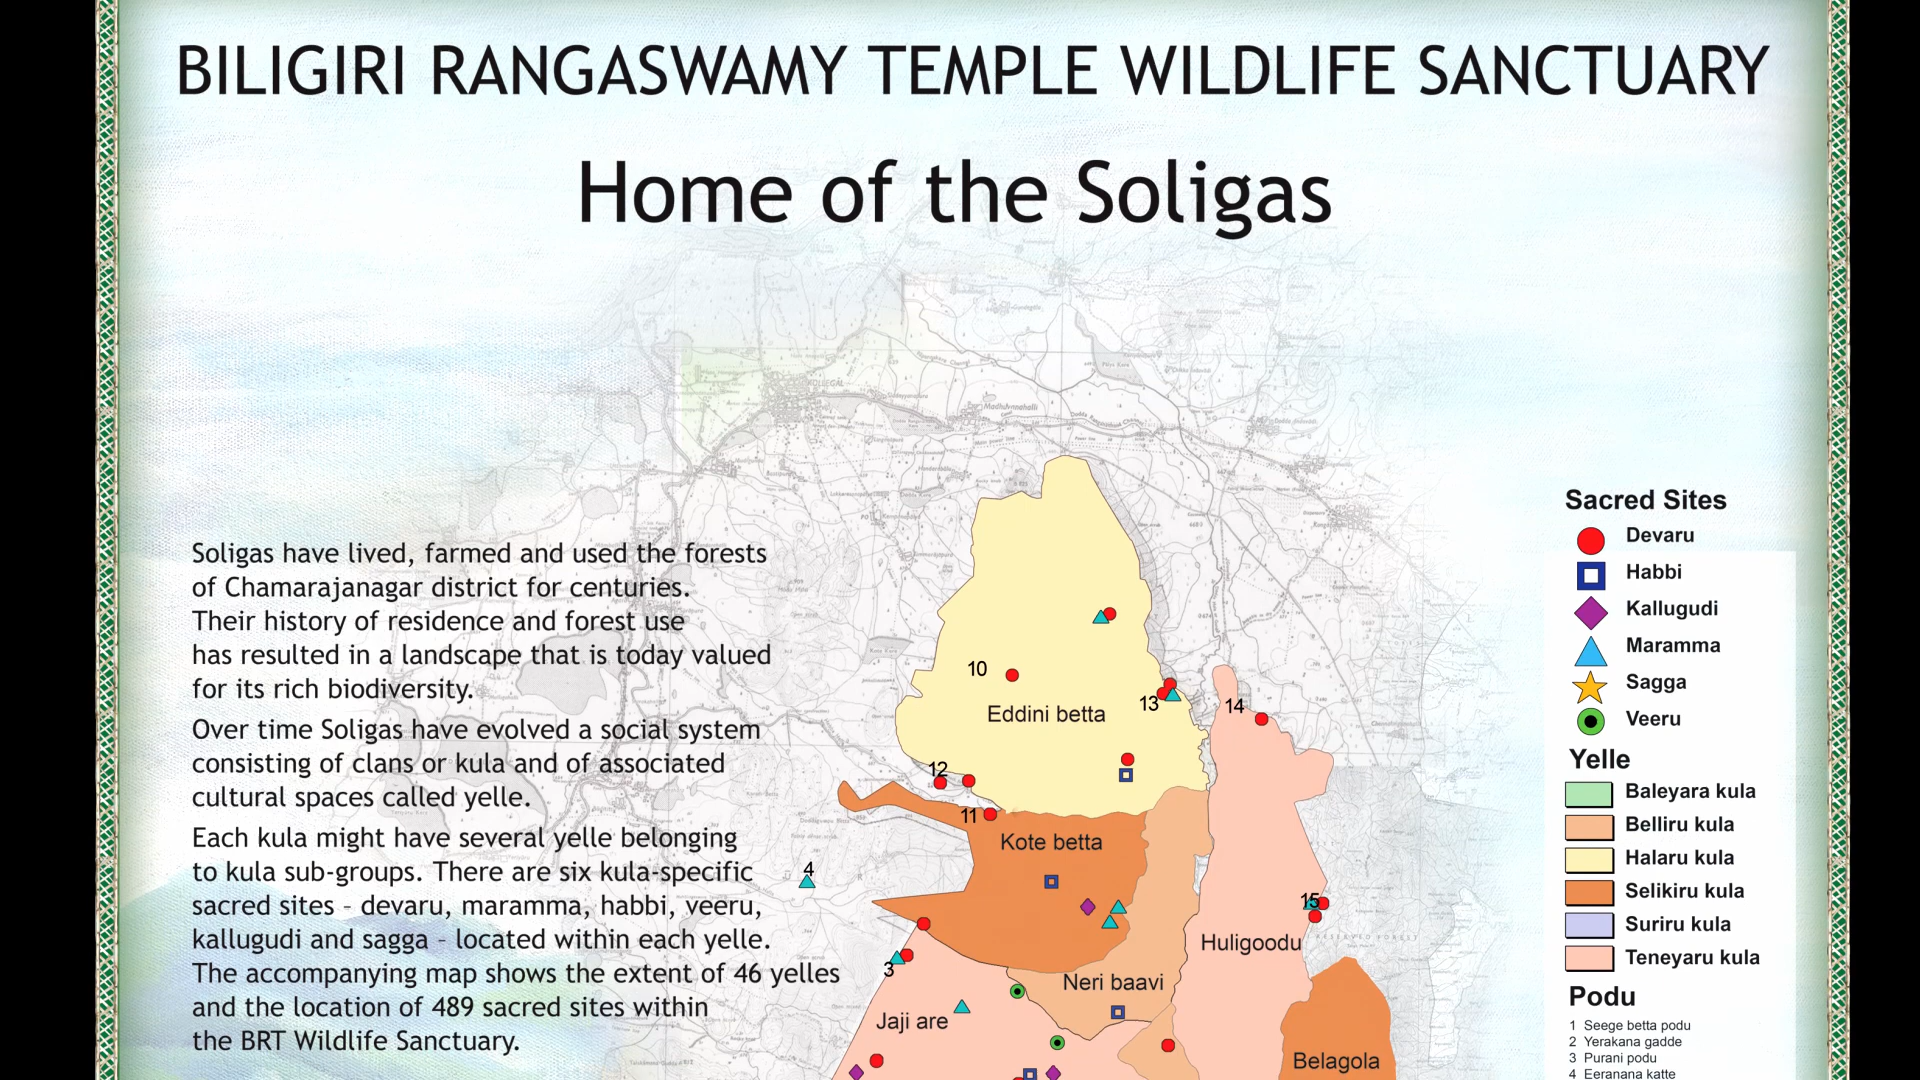 BILIGIRI RANGASWAMY TEMPLE WILDLIFE SANCTUARY
Home of the Soligas
Soligas have lived, farmed and used the forests
of Chamarajanagar district for centuries.
Their history of residence and forest use
has resulted in a landscape that is today valued
for its rich biodiversity.
Over time Soligas have evolved a social system
consisting of clans or kula and of associated
cultural spaces called yelle.
Each kula might have several yelle belonging
to kula sub-groups. There are six kula-specific
sacred sites – devaru, maramma, habbi, veeru,
kallugudi and sagga – located within each yelle.
The accompanying map shows the extent of 46 yelles
and the location of 489 sacred sites within
the BRT Wildlife Sanctuary.
KOLLEGAL
Madhuvnahalli
10
13
14
Eddini betta
12
11
Kote betta
4
15
Huligoodu
3
Neri baavi
Jaji are
Belagola
RESERVED FOREST
Sacred Sites
Devaru
Habbi
Kallugudi
Maramma
Sagga
Veeru
Yelle
Baleyara kula
Belliru kula
Halaru kula
Selikiru kula
Suriru kula
Teneyaru kula
Podu
1 Seege betta podu
2 Yerakana gadde
3 Purani podu
4 Eeranana katte